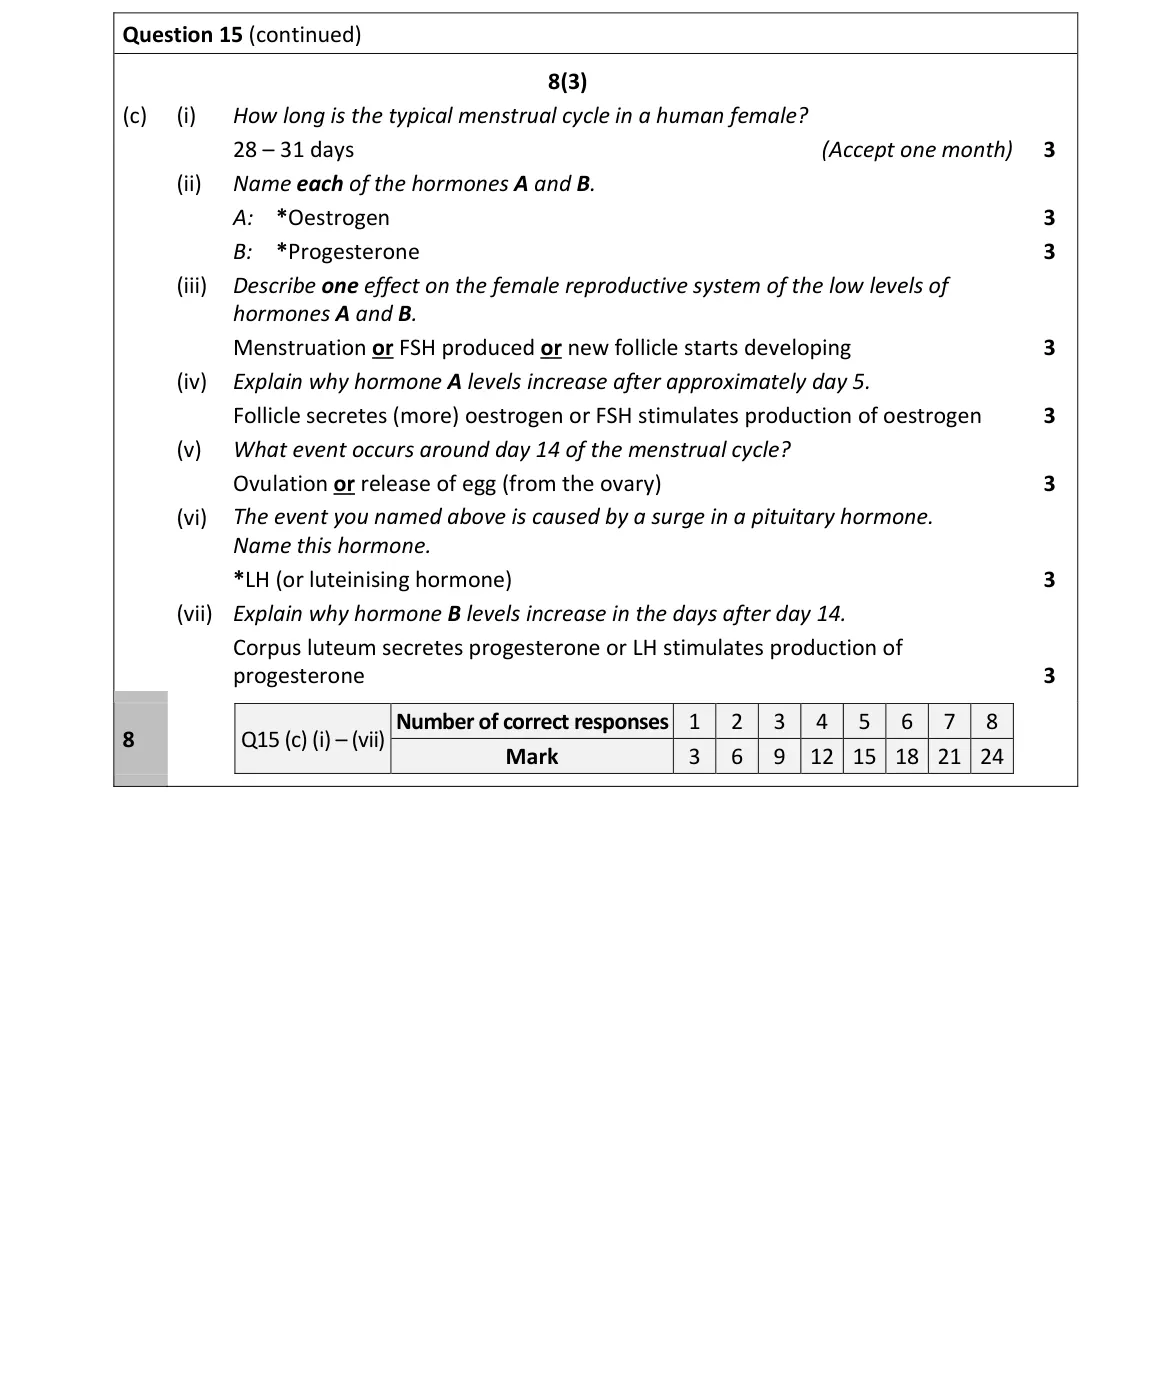 Question 15 (continued)
8(3)
(c) (i) How long is the typical menstrual cycle in a human female?
28 – 31 days (Accept one month) 3
(ii) Name each of the hormones A and B.
A: *Oestrogen 3
B: *Progesterone 3
(iii) Describe one effect on the female reproductive system of the low levels of
hormones A and B.
Menstruation or FSH produced or new follicle starts developing 3
(iv) Explain why hormone A levels increase after approximately day 5.
Follicle secretes (more) oestrogen or FSH stimulates production of oestrogen 3
(v) What event occurs around day 14 of the menstrual cycle?
Ovulation or release of egg (from the ovary) 3
(vi) The event you named above is caused by a surge in a pituitary hormone.
Name this hormone.
*LH (or luteinising hormone) 3
(vii) Explain why hormone B levels increase in the days after day 14.
Corpus luteum secretes progesterone or LH stimulates production of
progesterone 3
8 Q15 (c) (i) – (vii)
Number of correct responses 1 2 3 4 5 6 7 8
Mark 3 6 9 12 15 18 21 24